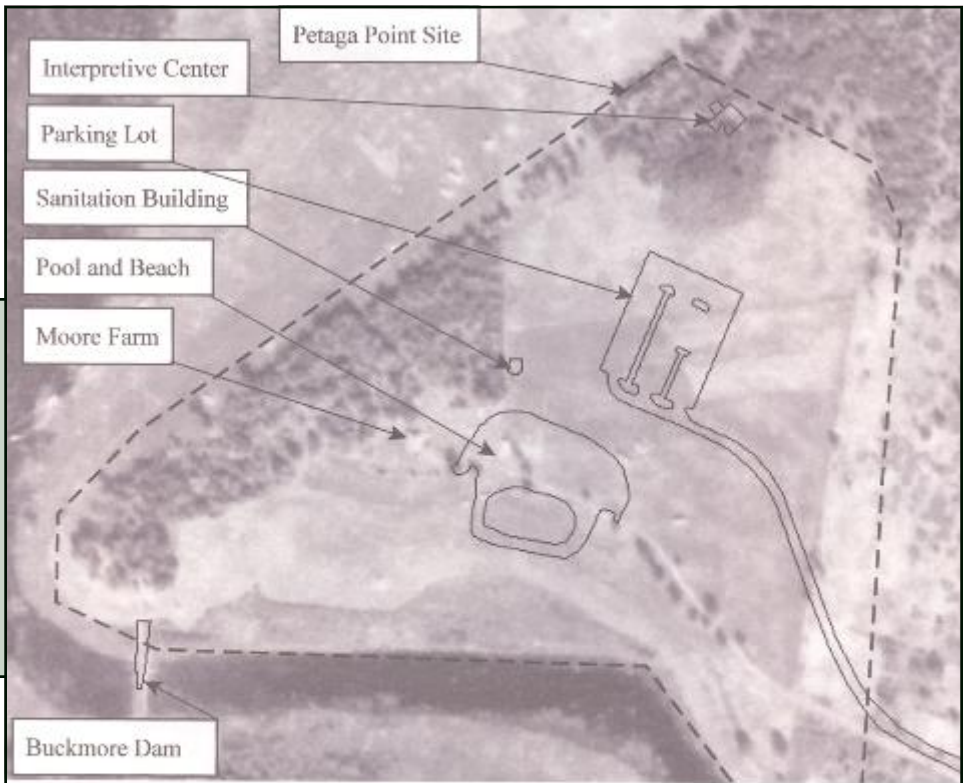 Petaga Point Site
Interpretive Center
Parking Lot
Sanitation Building
Pool and Beach
Moore Farm
Buckmore Dam